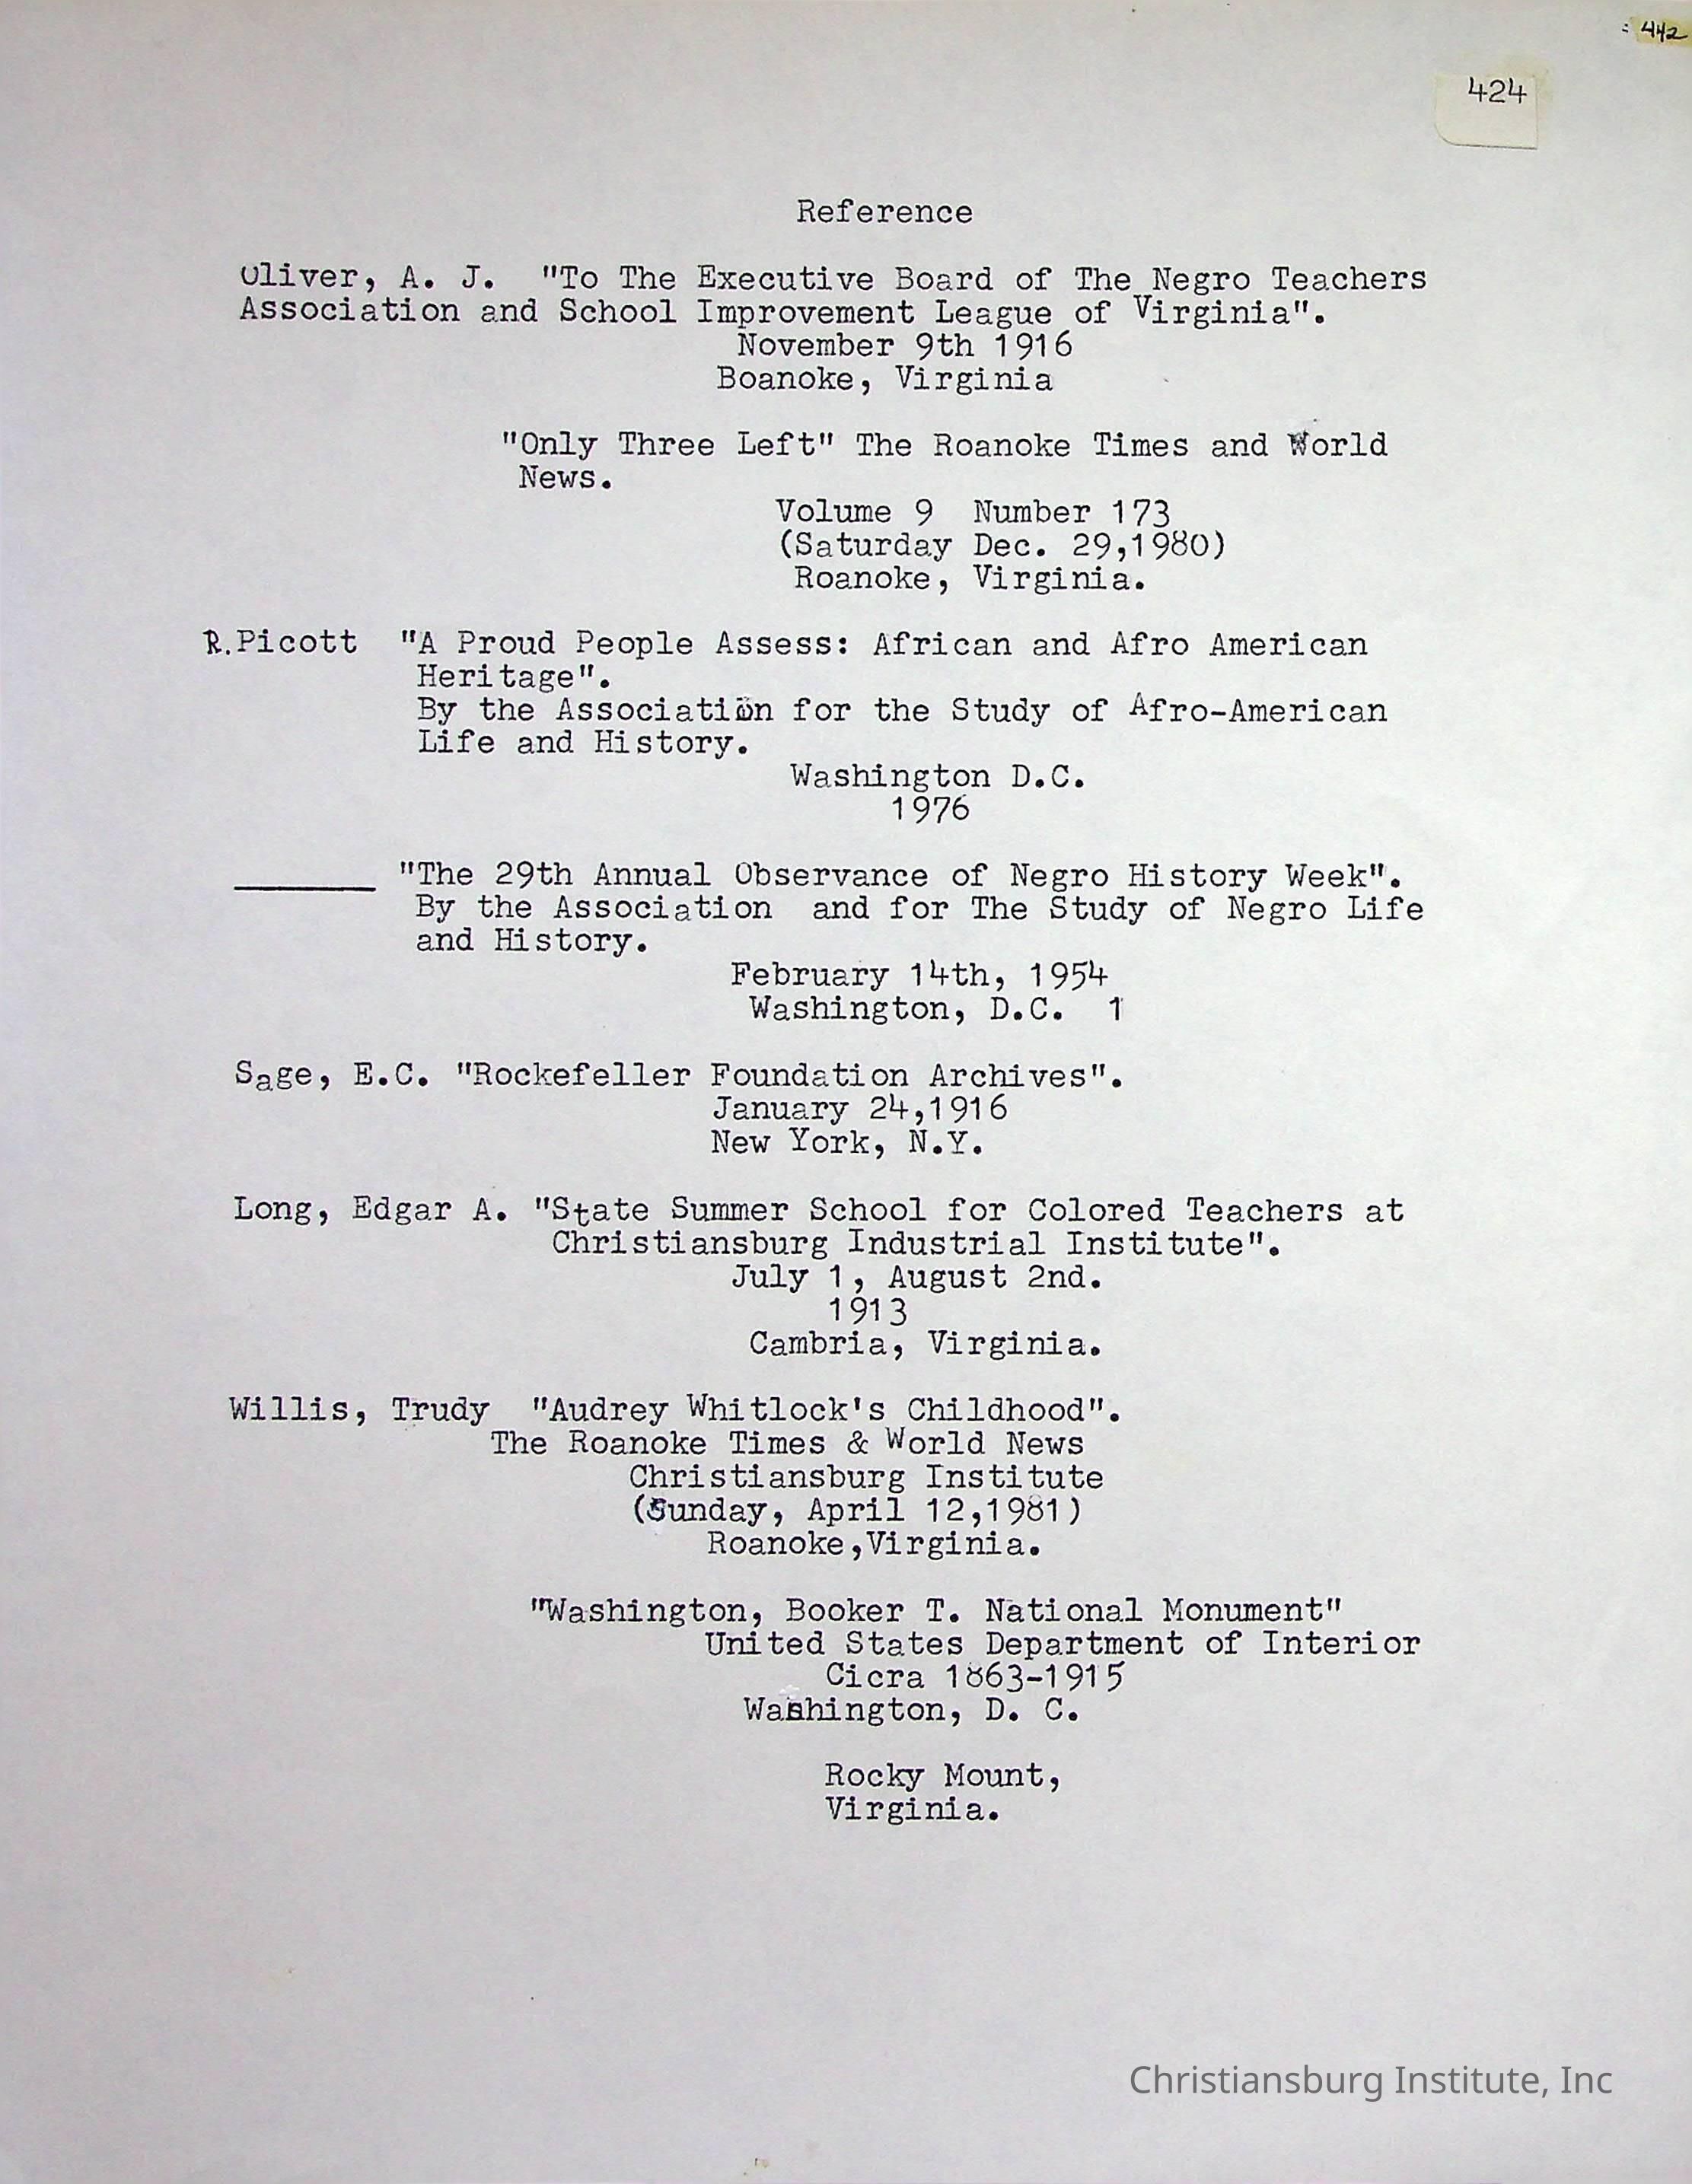 : 442
424
Reference
Oliver, A. J. "To The Executive Board of The Negro Teachers
Association and School Improvement League of Virginia".
November 9th 1916
Boanoke, Virginia
"Only Three Left" The Roanoke Times and World
News.
Volume 9 Number 173
(Saturday Dec. 29,1980)
Roanoke, Virginia.
R.Picott "A Proud People Assess: African and Afro American
Heritage".
By the Association for the Study of Afro-American
Life and History.
Washington D.C.
1976
_______ "The 29th Annual Observance of Negro History Week".
By the Association and for The Study of Negro Life
and History.
February 14th, 1954
Washington, D.C. 1
Sage, E.C. "Rockefeller Foundation Archives".
January 24,1916
New York, N.Y.
Long, Edgar A. "State Summer School for Colored Teachers at
Christiansburg Industrial Institute".
July 1, August 2nd.
1913
Cambria, Virginia.
Willis, Trudy "Audrey Whitlock's Childhood".
The Roanoke Times & World News
Christiansburg Institute
(Sunday, April 12,1981)
Roanoke,Virginia.
"Washington, Booker T. National Monument"
United States Department of Interior
Cicra 1863-1915
Washington, D. C.
Rocky Mount,
Virginia.
Christiansburg Institute, Inc